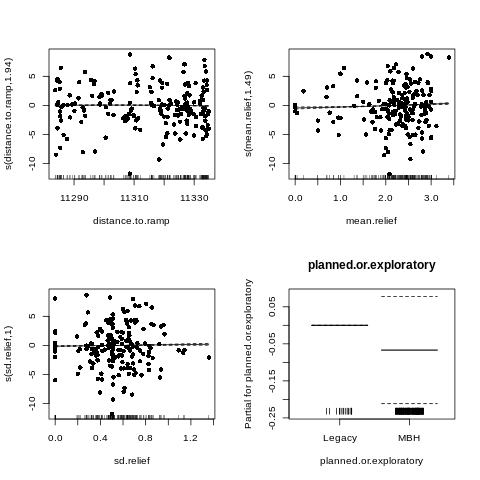 s(distance.to.ramp,1.94)
5
0
-5
-10
11290
11310
11330
distance.to.ramp
s(mean.relief,1.49)
5
0
-5
-10
0.0
1.0
2.0
3.0
mean.relief
s(sd.relief,1)
5
0
-5
-10
0.0
0.4
0.8
1.2
sd.relief
planned.or.exploratory
Partial for planned.or.exploratory
0.05
-0.05
-0.15
-0.25
Legacy
MBH
planned.or.exploratory